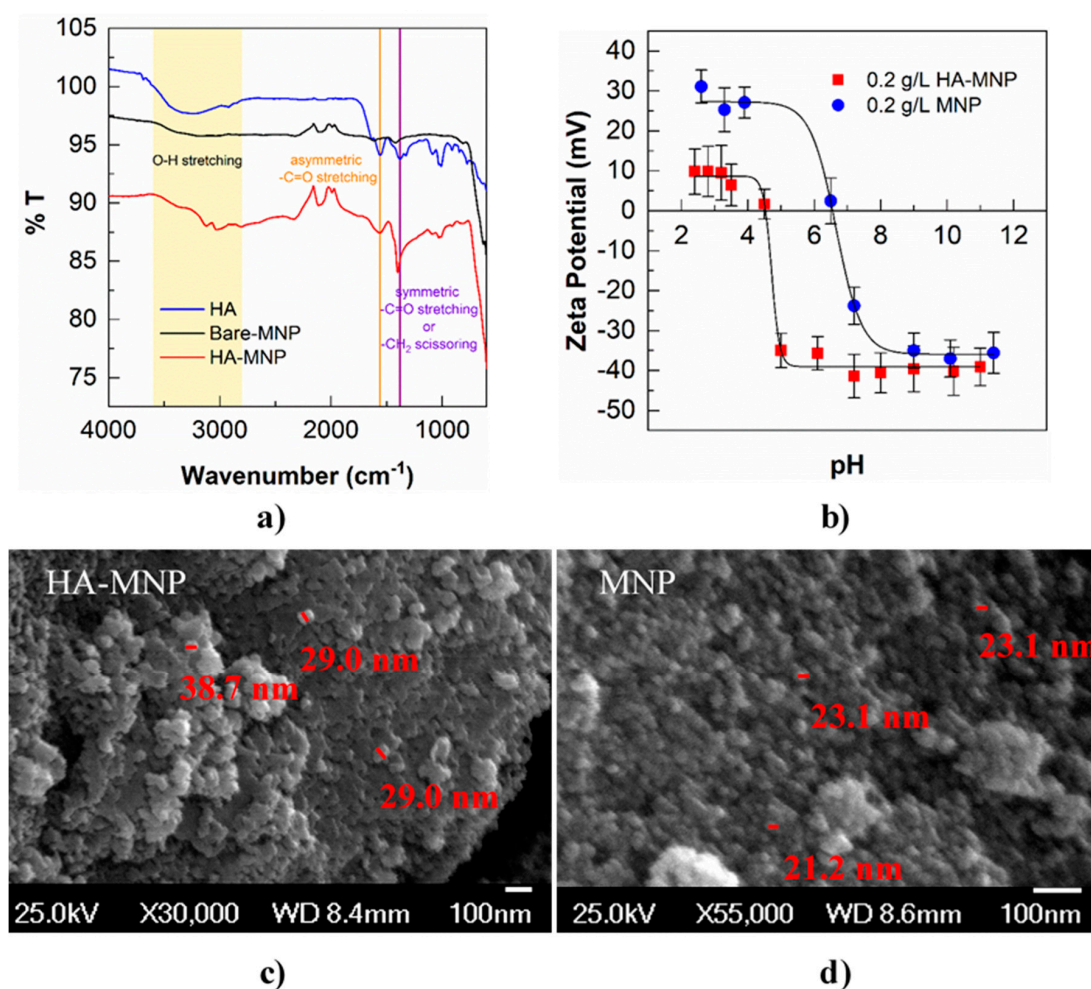 105
100
95
90
85
80
75
% T
O-H stretching
asymmetric
-C=O stretching
symmetric
-C=O stretching
or
-CH₂ scissoring
HA
Bare-MNP
HA-MNP
4000 3000 2000 1000
Wavenumber (cm⁻¹)
a)
40
30
20
10
0
-10
-20
-30
-40
-50
Zeta Potential (mV)
0.2 g/L HA-MNP
0.2 g/L MNP
2 4 6 8 10 12
pH
b)
HA-MNP
29.0 nm
38.7 nm
29.0 nm
25.0kV X30,000 WD 8.4mm 100nm
c)
MNP
23.1 nm
23.1 nm
21.2 nm
25.0kV X55,000 WD 8.6mm 100nm
d)